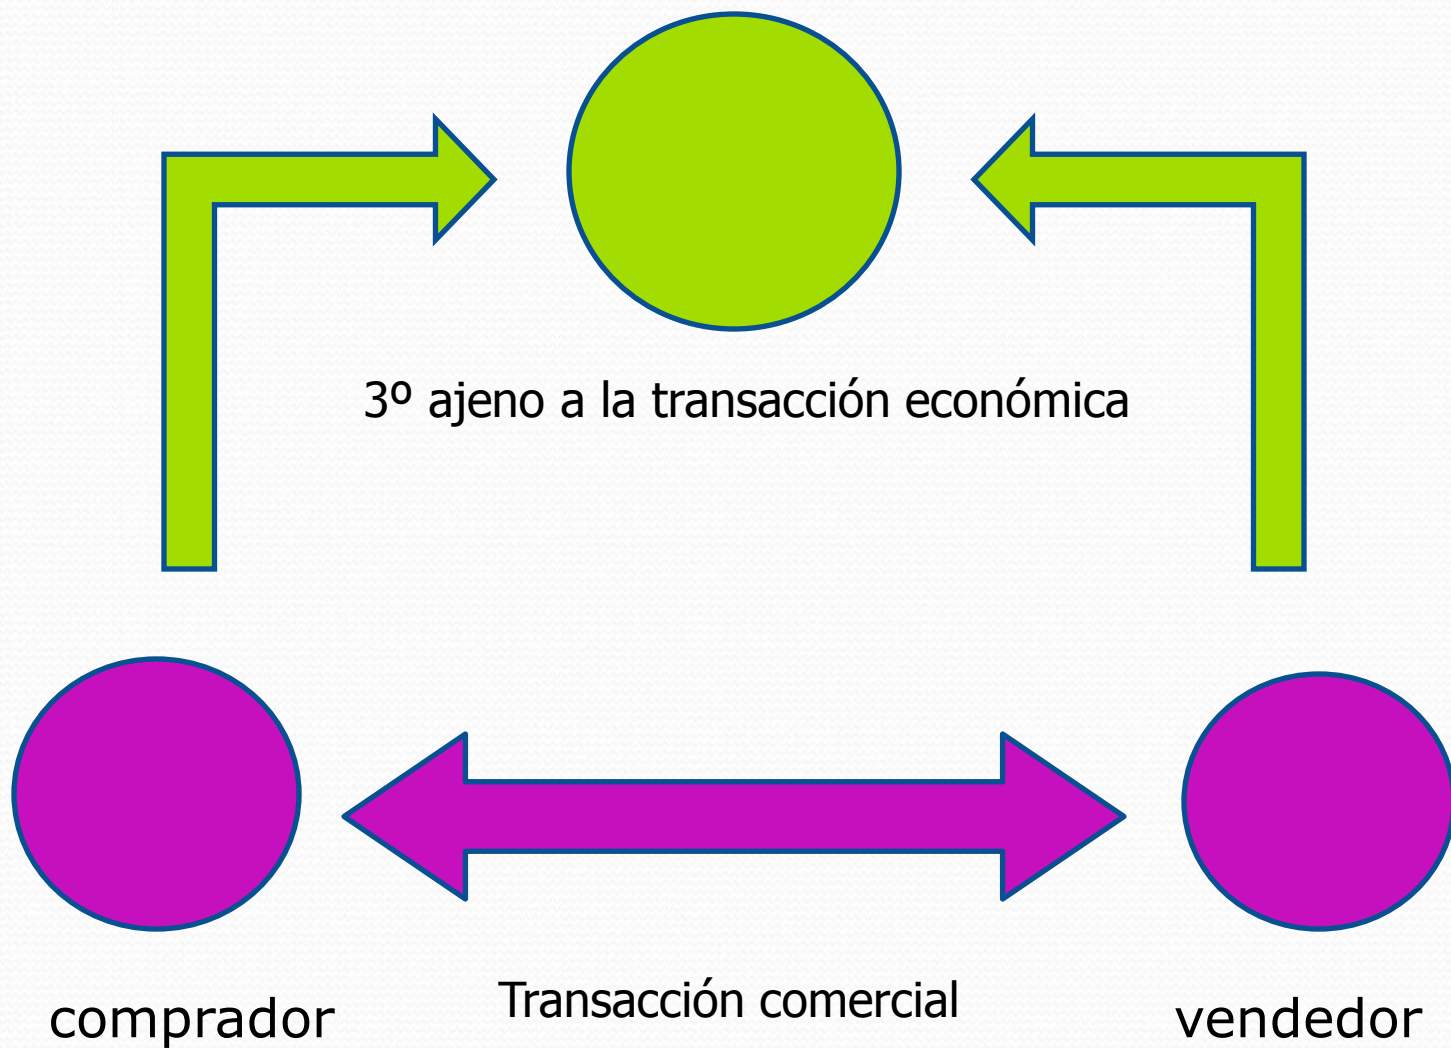 3º ajeno a la transacción económica
Transacción comercial
comprador
vendedor